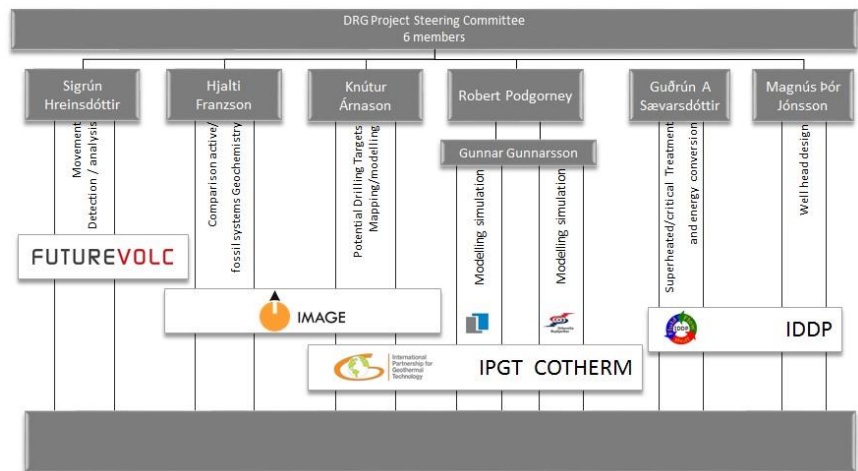 DRG Project Steering Committee
6 members
Sigrún
Hreinsdóttir
Hjalti
Franzson
Knútur
Árnason
Robert Podgorney
Guðrún A
Sævarsdóttir
Magnús Þór
Jónsson
Gunnar Gunnarsson
Movement
Detection / analysis
Comparison active/
fossil systems Geochemistry
Potential Drilling Targets
Mapping/modelling
Modelling simulation
Modelling simulation
Superheated/critical Treatment
and energy conversion
Well head design
FUTUREVOLC
IMAGE
IDDP
IDDP
International
Partnership for
Geothermal
Technology
IPGT COTHERM